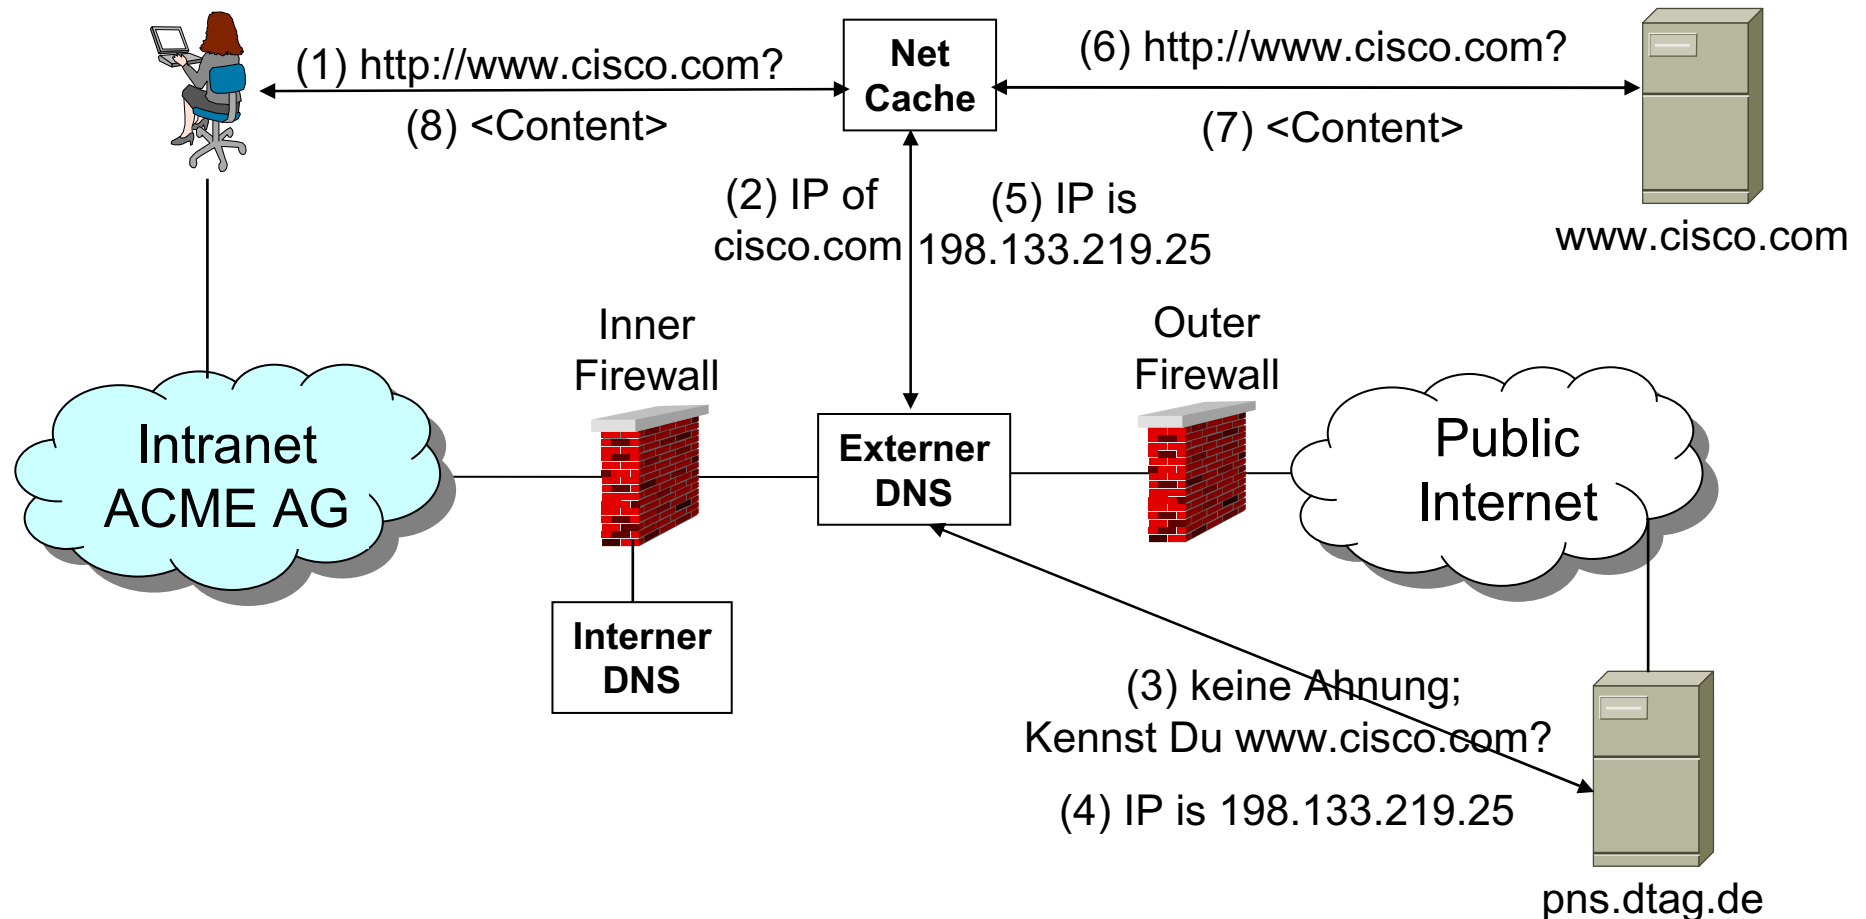 (1) http://www.cisco.com?
(8) <Content>
Net
Cache
(6) http://www.cisco.com?
(7) <Content>
www.cisco.com
(2) IP of
cisco.com
(5) IP is
198.133.219.25
Inner
Firewall
Outer
Firewall
Intranet
ACME AG
Externer
DNS
Public
Internet
Interner
DNS
(3) keine Ahnung;
Kennst Du www.cisco.com?
(4) IP is 198.133.219.25
pns.dtag.de